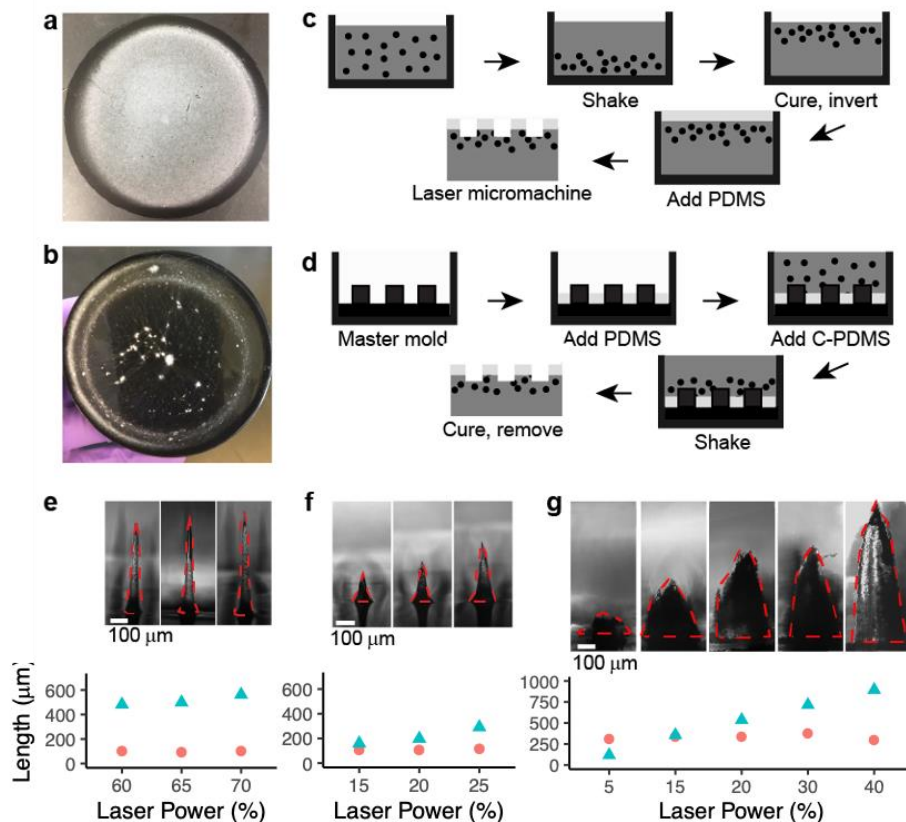 a
c
Shake
Cure, invert
Laser micromachine
Add PDMS
b
d
Master mold
Add PDMS
Add C-PDMS
Cure, remove
Shake
e
f
g
100 μm
100 μm
100 μm
Length (μm)
600
400
200
0
60
65
70
Laser Power (%)
600
400
200
0
15
20
25
Laser Power (%)
1000
750
500
250
0
5
15
20
30
40
Laser Power (%)